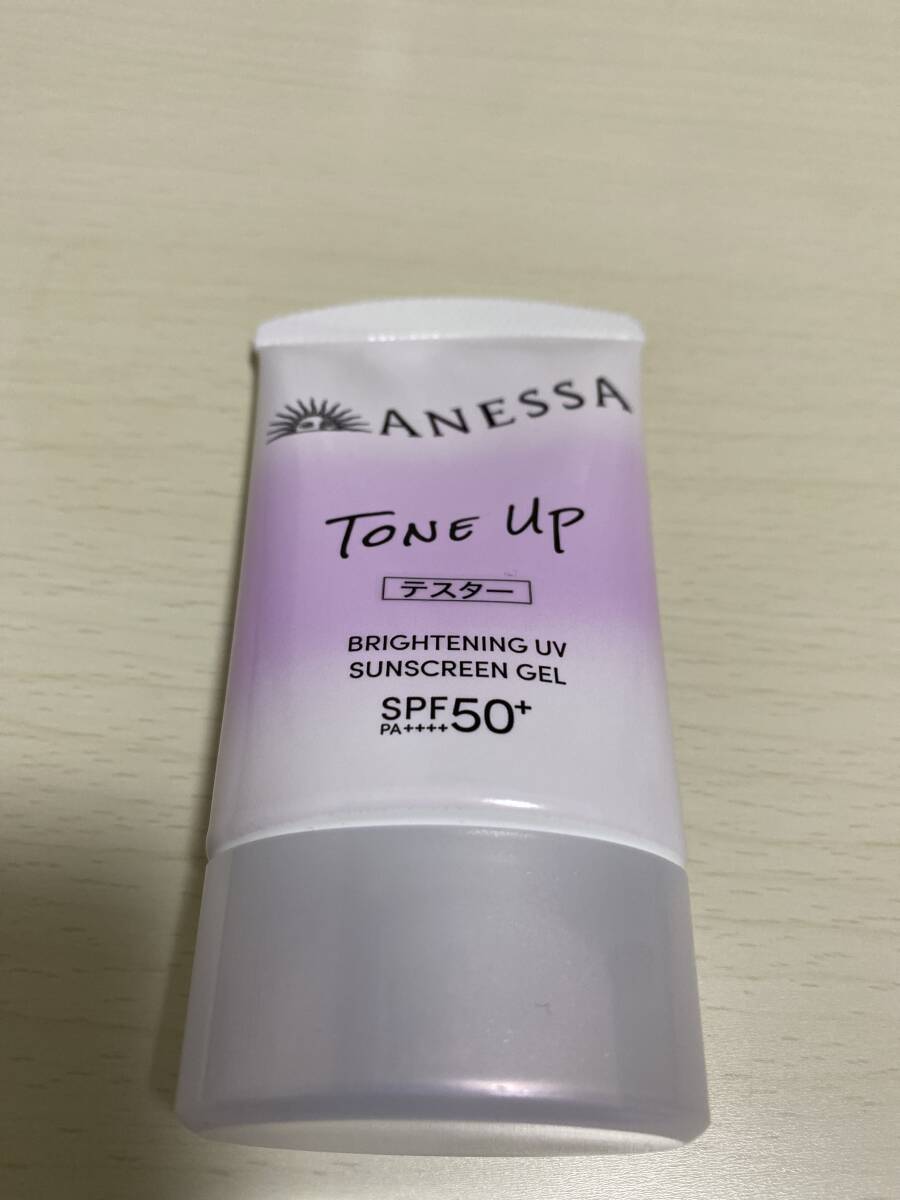 ANESSA
TONE UP
テスター
BRIGHTENING UV
SUNSCREEN GEL
SPF50+
PA++++